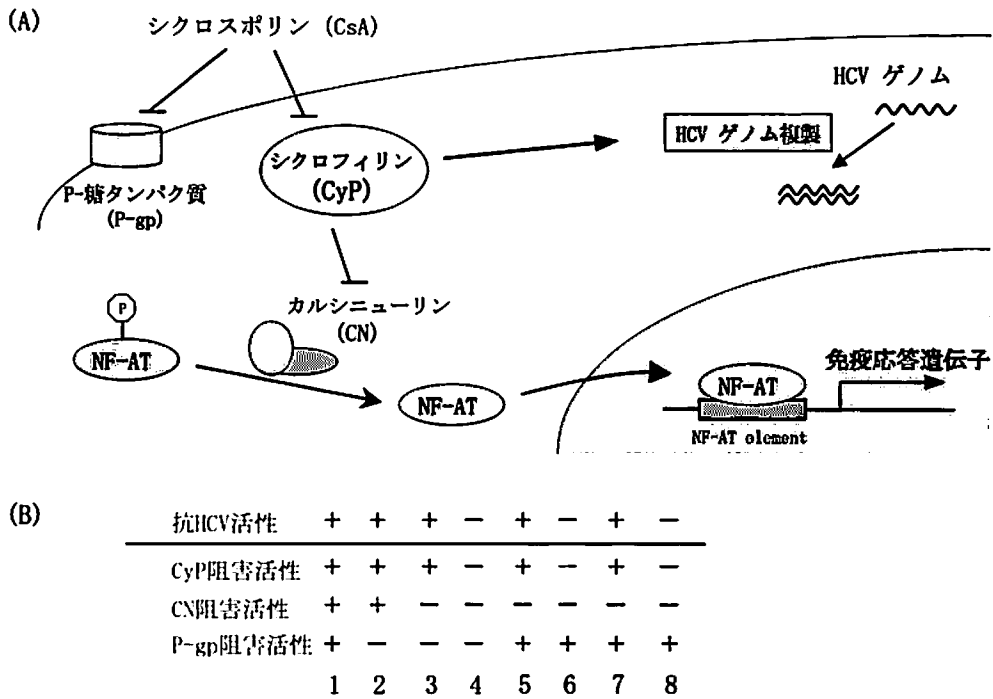 (A)
シクロスポリン (CsA)
HCV ゲノム
HCV ゲノム複製
シクロフィリン
(CyP)
P-糖タンパク質
(P-gp)
カルシニューリン
(CN)
P
NF-AT
NF-AT
NF-AT
免疫応答遺伝子
NF-AT olement
(B)
抗HCV活性 + + + − + − + −
CyP阻害活性 + + + − + − + −
CN阻害活性 + + − − − − − −
P-gp阻害活性 + − − − + + + +
1 2 3 4 5 6 7 8